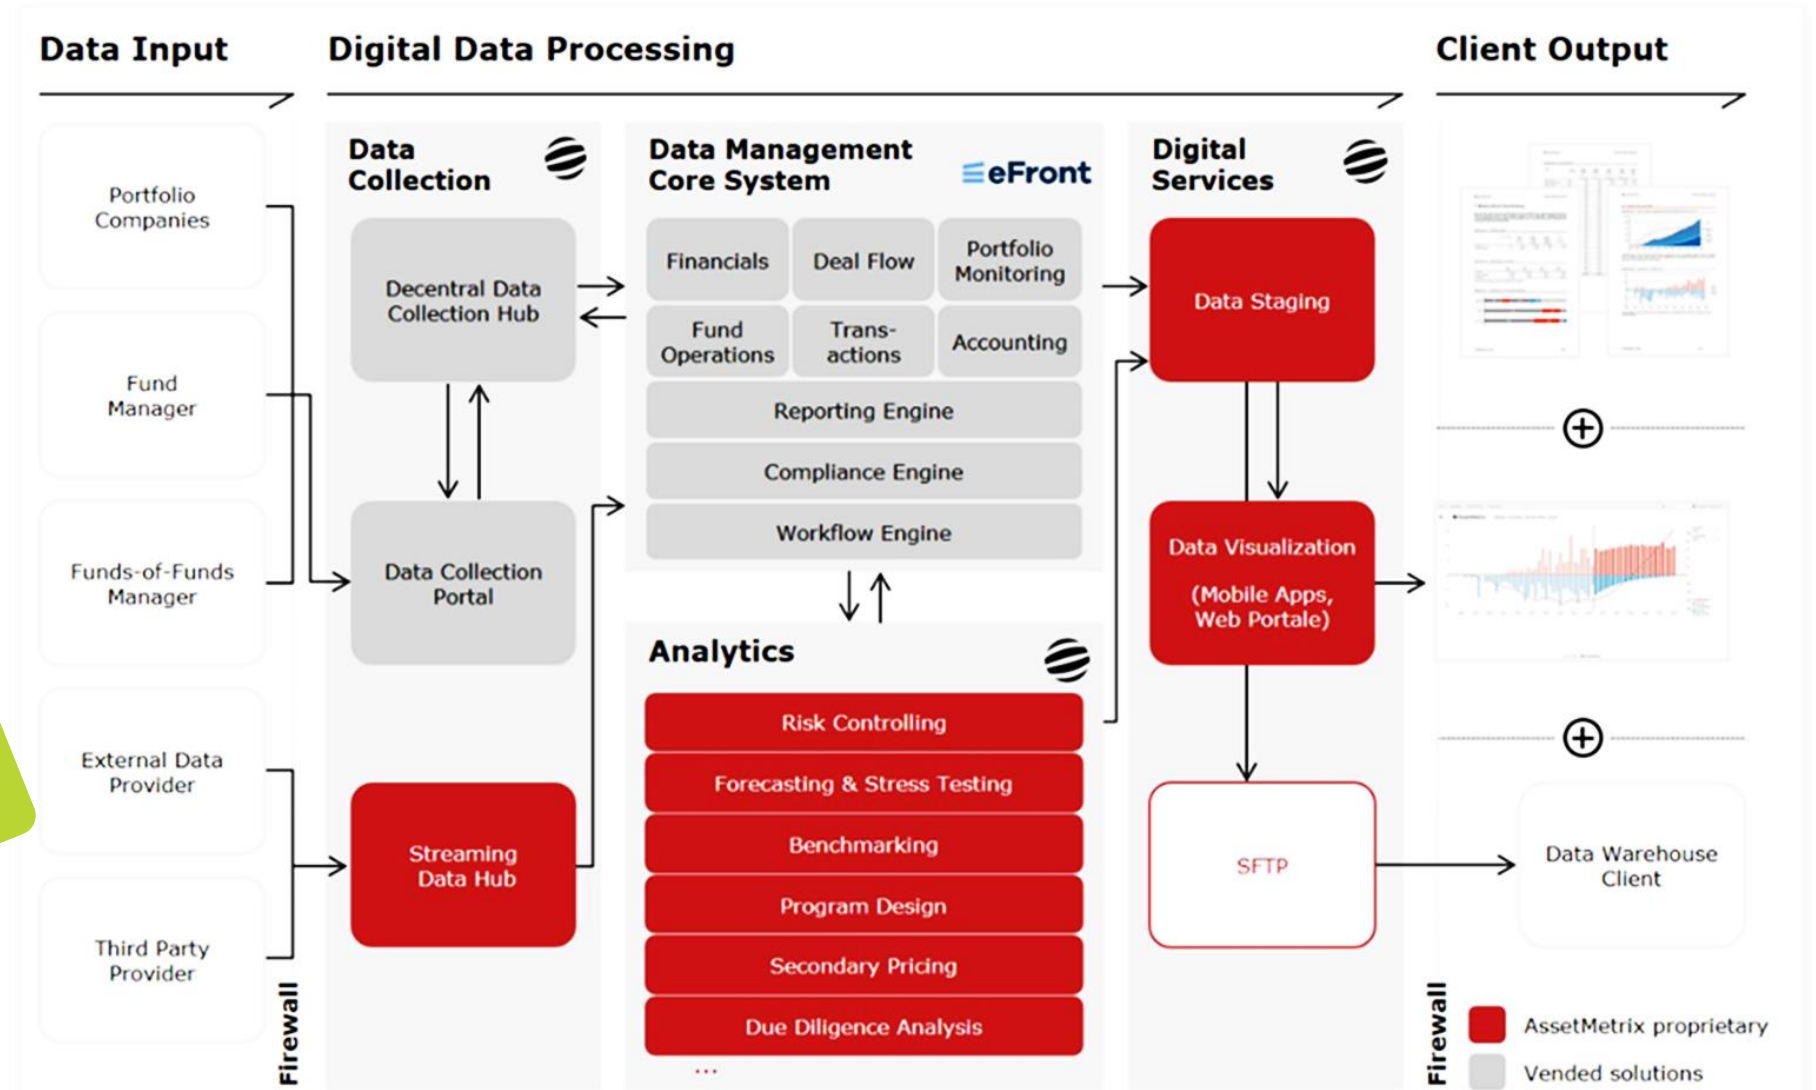 Data Input
Digital Data Processing
Client Output
Portfolio
Companies
Fund
Manager
Funds-of-Funds
Manager
External Data
Provider
Third Party
Provider
Firewall
Data
Collection
Decentral Data
Collection Hub
Data Collection
Portal
Streaming
Data Hub
Data Management
Core System
eFront
Financials
Deal Flow
Portfolio
Monitoring
Fund
Operations
Trans-
actions
Accounting
Reporting Engine
Compliance Engine
Workflow Engine
Analytics
Risk Controlling
Forecasting & Stress Testing
Benchmarking
Program Design
Secondary Pricing
Due Diligence Analysis
...
Digital
Services
Data Staging
Data Visualization
(Mobile Apps,
Web Portale)
SFTP
Data Warehouse
Client
Firewall
AssetMetrix proprietary
Vended solutions